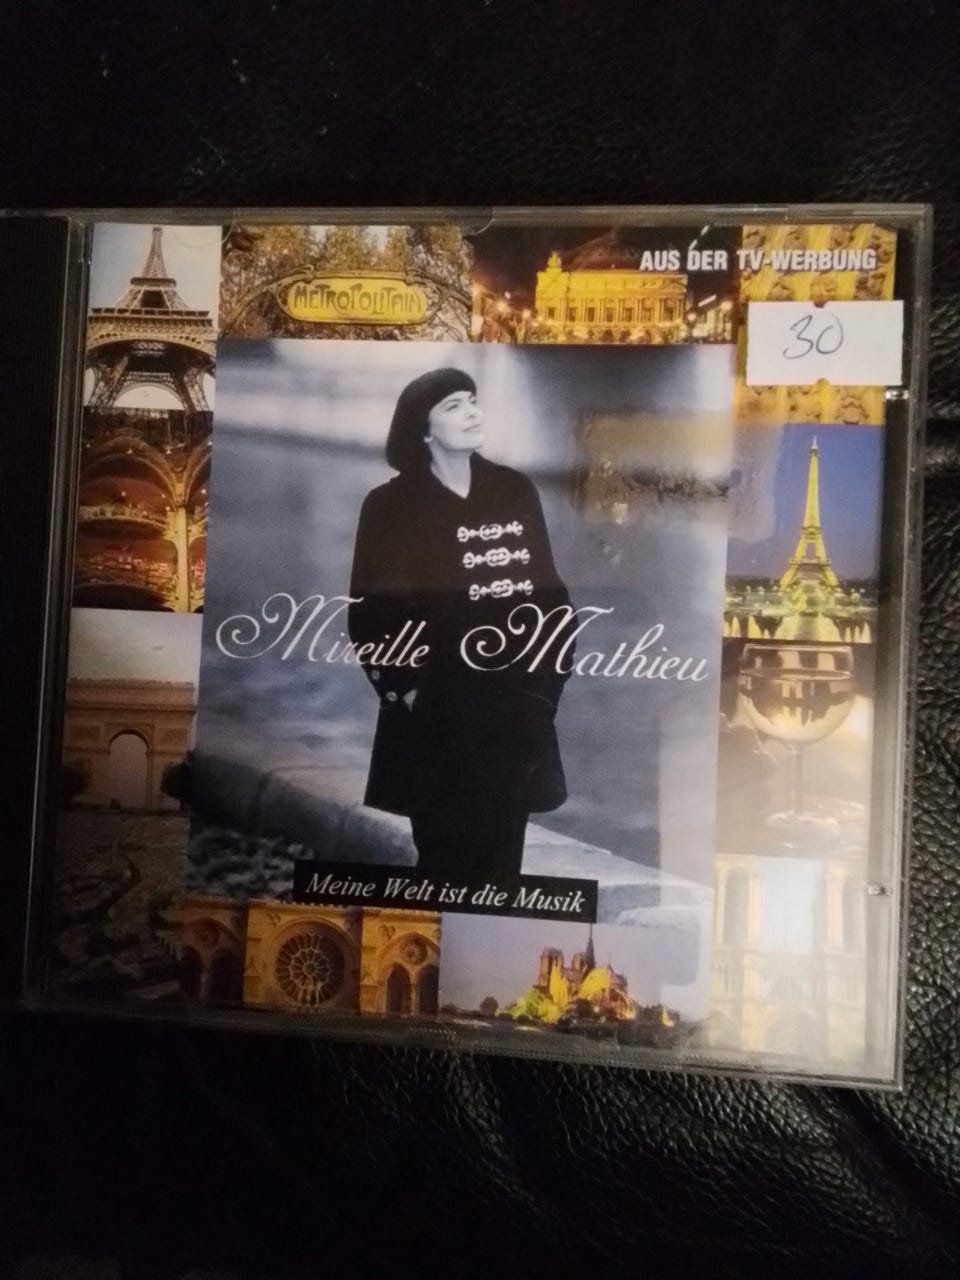 AUS DER TV-WERBUNG
METROPOLITAIN
30
Mireille Mathieu
Meine Welt ist die Musik